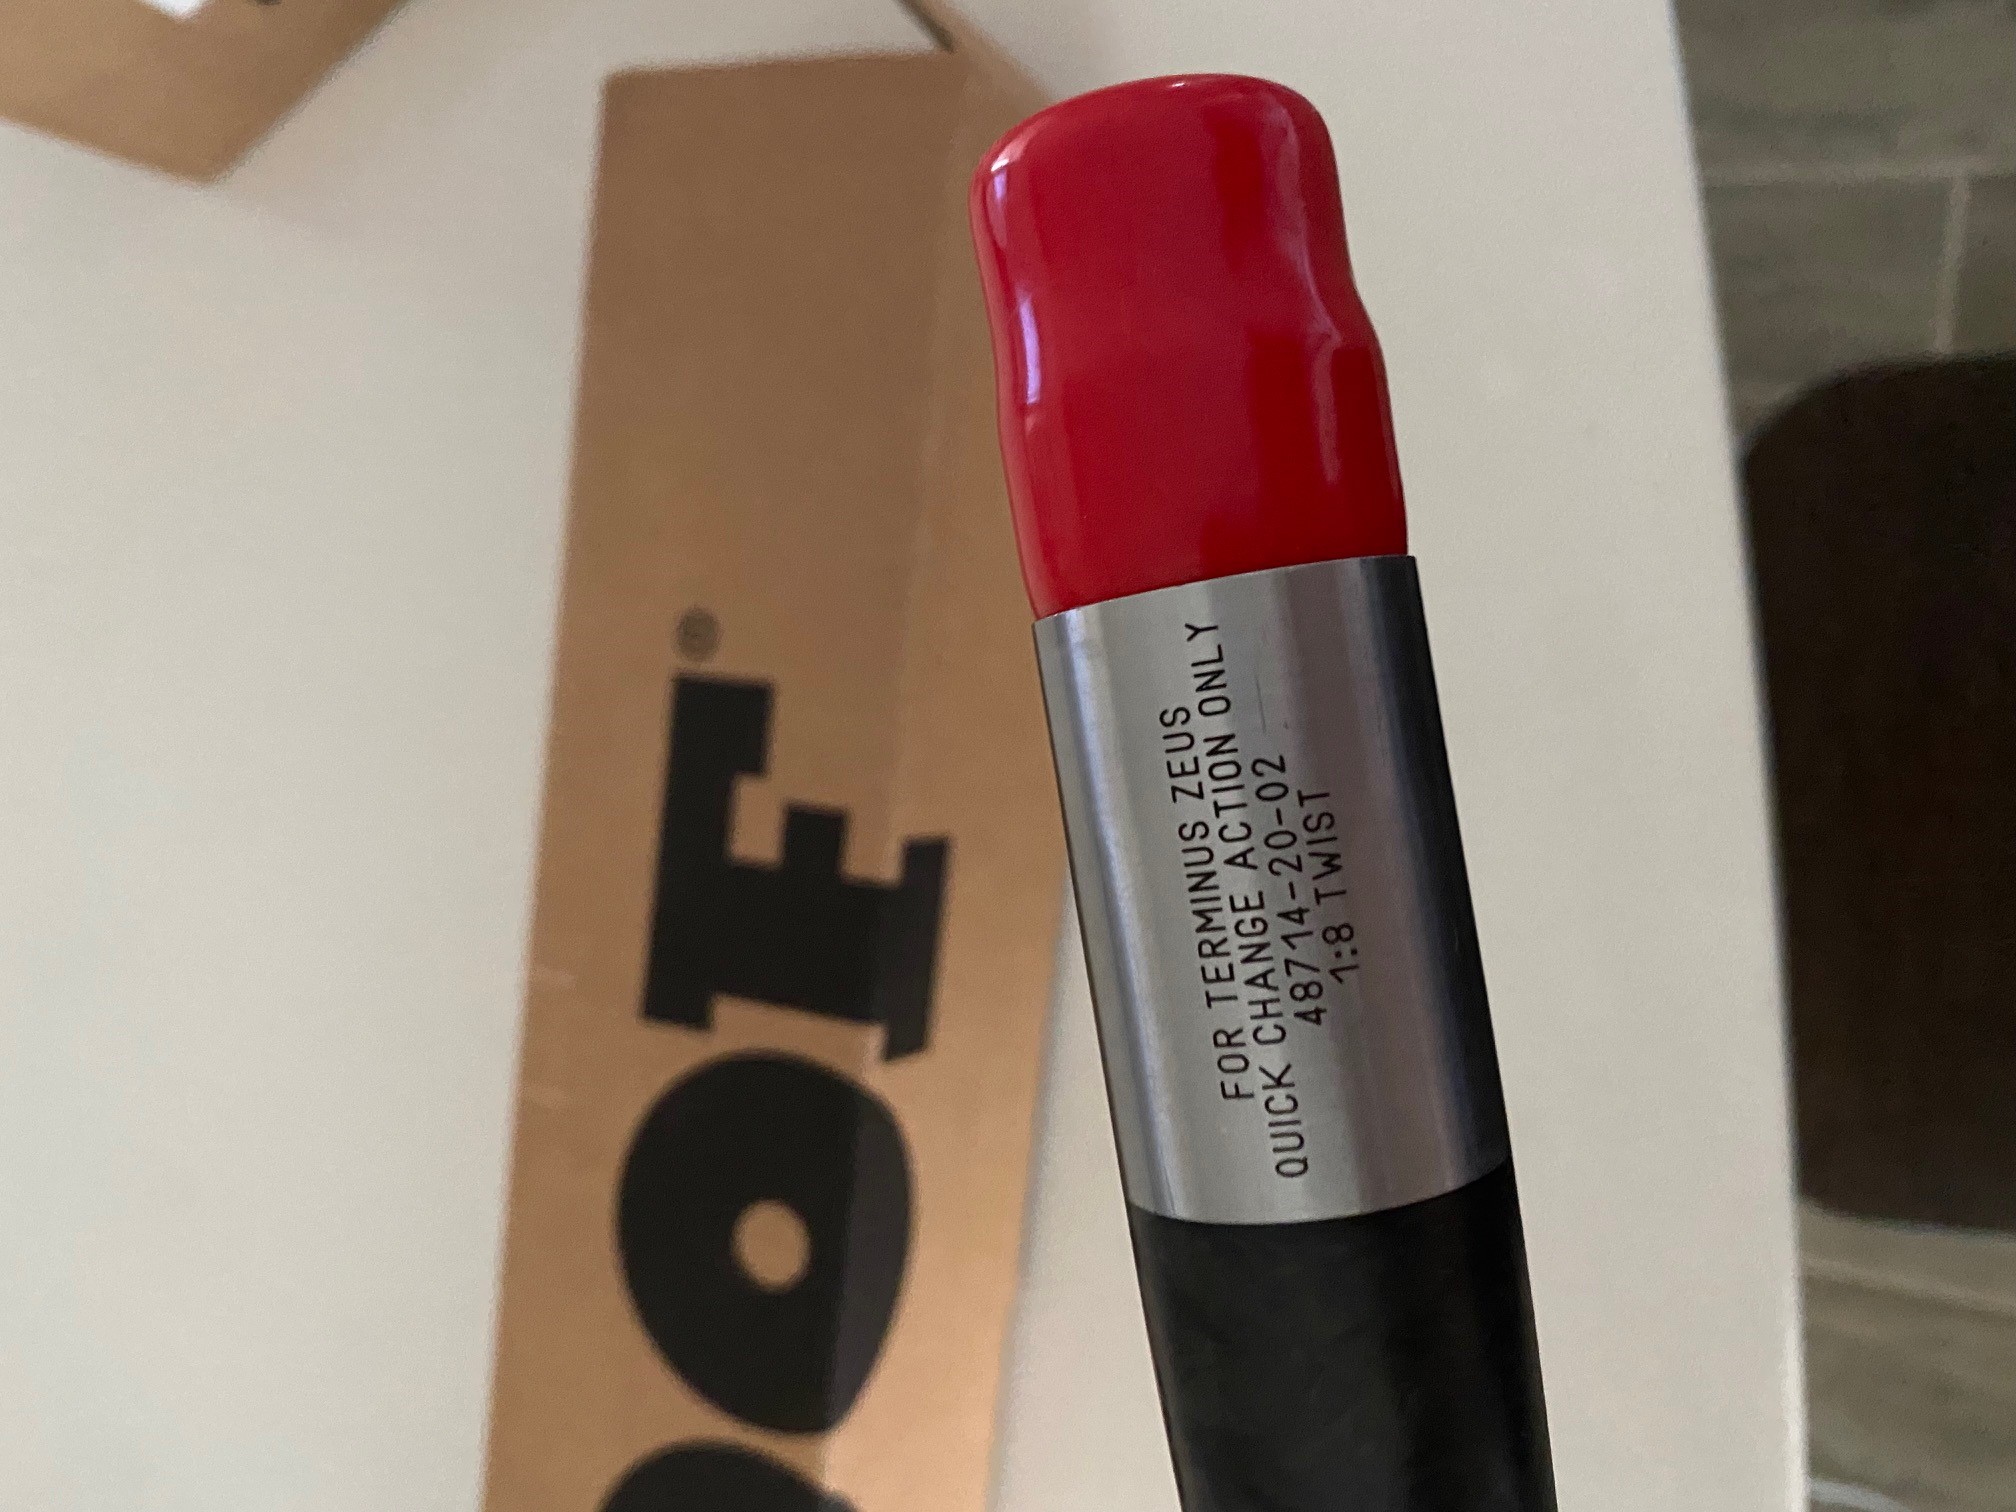 FOR TERMINUS ZEUS
QUICK CHANGE ACTION ONLY
48714-20-02
1:8 TWIST